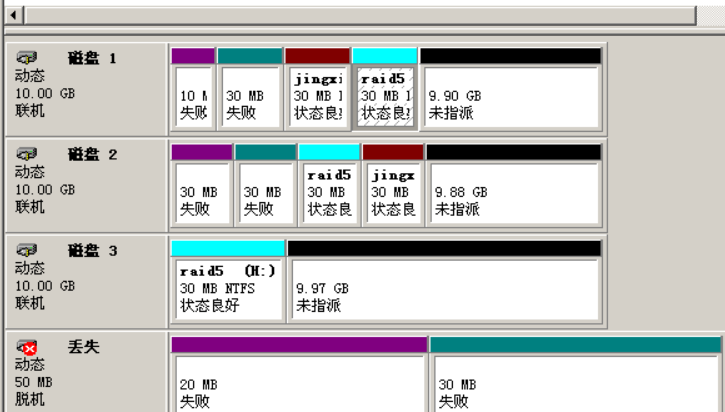 磁盘 1
动态
10.00 GB
联机
10 M
失败
30 MB
失败
jingxi
30 MB
状态良好
raid5
30 MB
状态良好
9.90 GB
未指派
磁盘 2
动态
10.00 GB
联机
30 MB
失败
30 MB
失败
raid5
30 MB
状态良
jingx
30 MB
状态良
9.88 GB
未指派
磁盘 3
动态
10.00 GB
联机
raid5 (H:)
30 MB NTFS
状态良好
9.97 GB
未指派
丢失
动态
50 MB
脱机
20 MB
失败
30 MB
失败